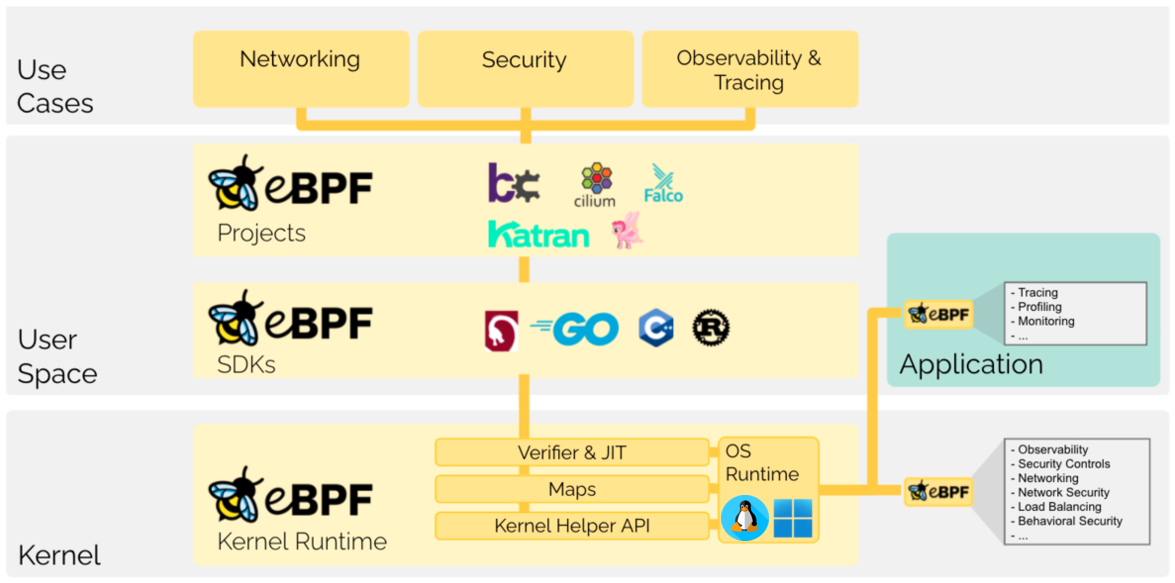 Use
Cases
Networking
Security
Observability &
Tracing
User
Space
eBPF
Projects
bc
cilium
Falco
Katran
eBPF
SDKs
GO
C++
R
eBPF
- Tracing
- Profiling
- Monitoring
- ...
Application
Kernel
eBPF
Kernel Runtime
Verifier & JIT
Maps
Kernel Helper API
OS
Runtime
eBPF
- Observability
- Security Controls
- Networking
- Network Security
- Load Balancing
- Behavioral Security
- ...